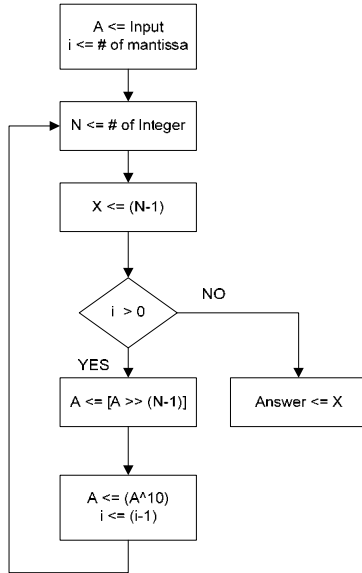 A <= Input
i <= # of mantissa
N <= # of Integer
X <= (N-1)
i > 0
NO
YES
A <= [A >> (N-1)]
Answer <= X
A <= (A^10)
i <= (i-1)